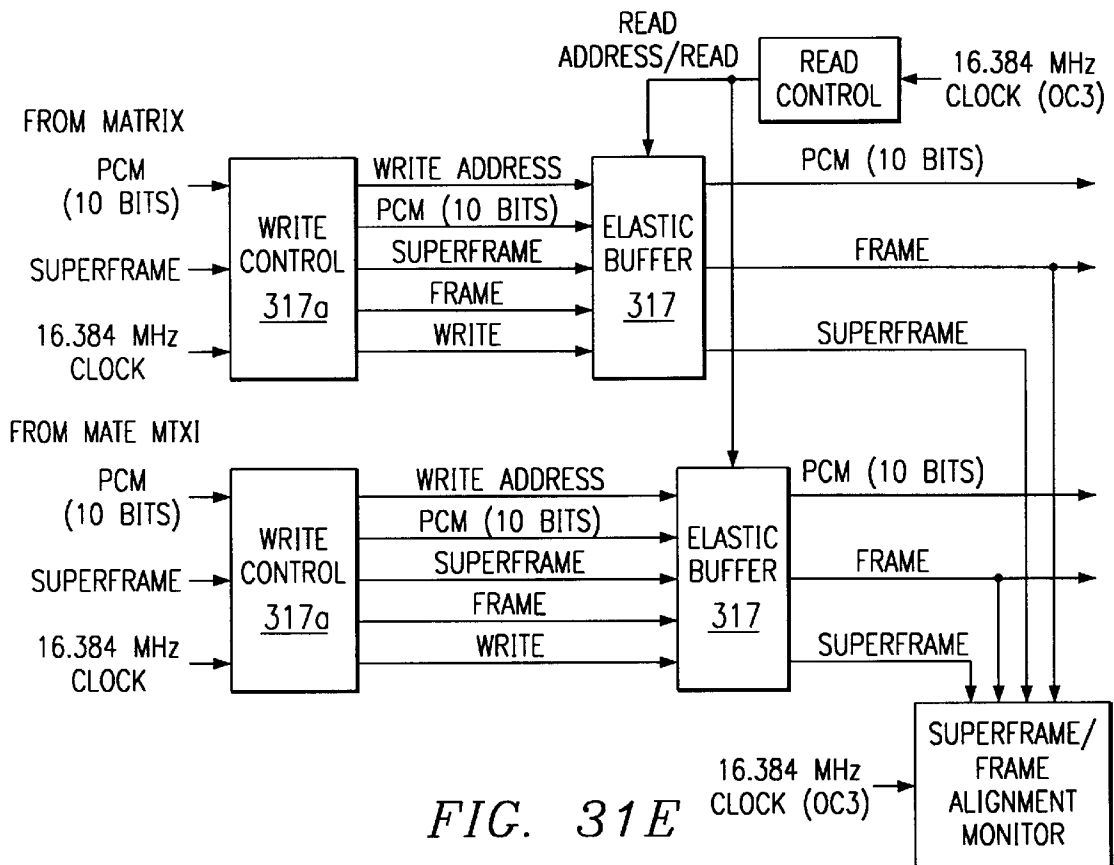 READ
ADDRESS/READ
READ
CONTROL
16.384 MHz
CLOCK (OC3)
FROM MATRIX
PCM
(10 BITS)
SUPERFRAME
16.384 MHz
CLOCK
WRITE
CONTROL
317a
WRITE ADDRESS
PCM (10 BITS)
SUPERFRAME
FRAME
WRITE
ELASTIC
BUFFER
317
PCM (10 BITS)
FRAME
SUPERFRAME
FROM MATE MTXI
PCM
(10 BITS)
SUPERFRAME
16.384 MHz
CLOCK
WRITE
CONTROL
317a
WRITE ADDRESS
PCM (10 BITS)
SUPERFRAME
FRAME
WRITE
ELASTIC
BUFFER
317
PCM (10 BITS)
FRAME
SUPERFRAME
16.384 MHz
CLOCK (OC3)
SUPERFRAME/
FRAME
ALIGNMENT
MONITOR
FIG. 31E